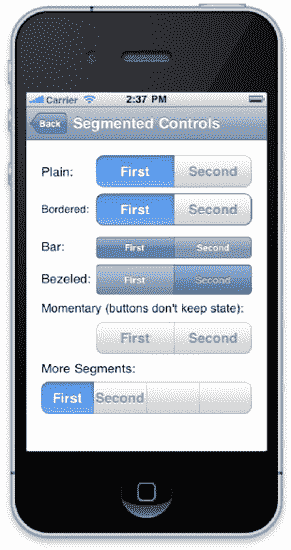 Carrier 2:37 PM
Back Segmented Controls
Plain: First Second
Bordered: First Second
Bar: First Second
Bezeled: First Second
Momentary (buttons don't keep state):
First Second
More Segments:
First Second